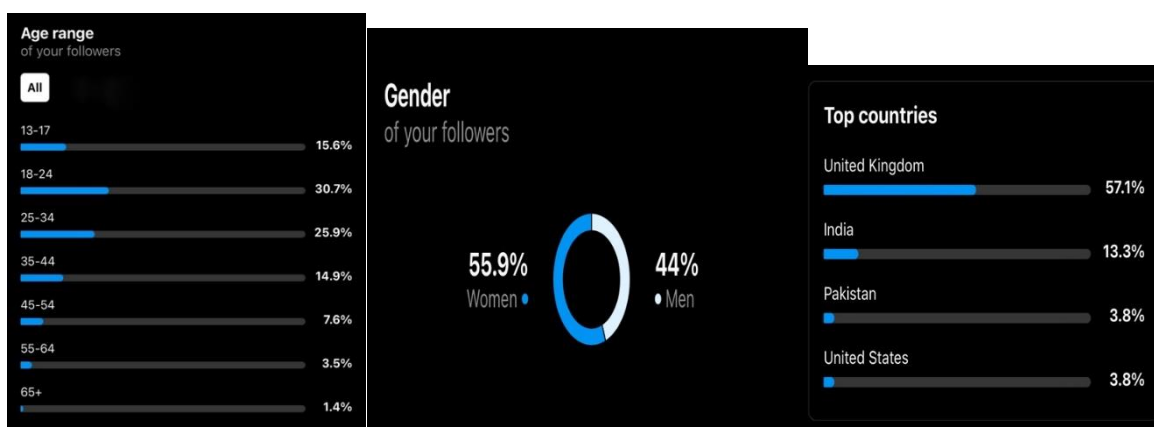 Age range
of your followers
All
13-17
15.6%
18-24
30.7%
25-34
25.9%
35-44
14.9%
45-54
7.6%
55-64
3.5%
65+
1.4%
Gender
of your followers
55.9%
Women
44%
Men
Top countries
United Kingdom
57.1%
India
13.3%
Pakistan
3.8%
United States
3.8%